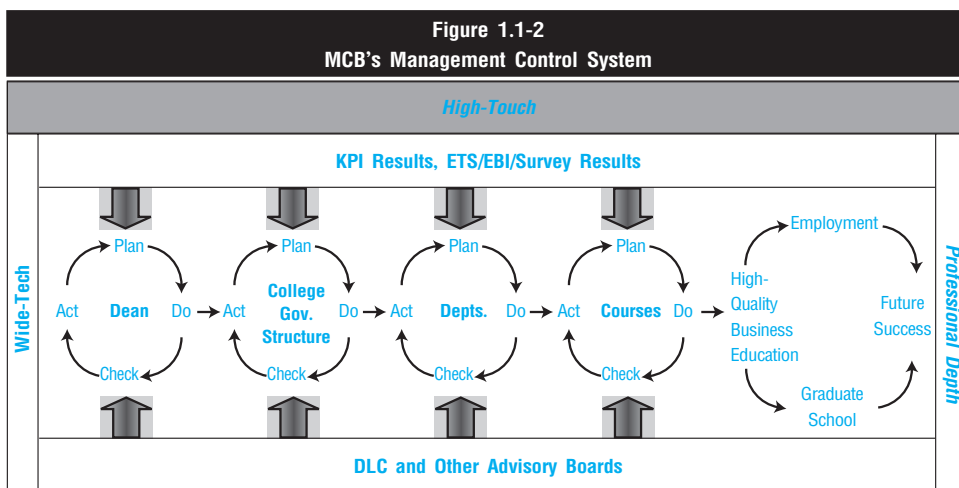 Figure 1.1-2
MCB's Management Control System
High-Touch
Wide-Tech
KPI Results, ETS/EBI/Survey Results
Plan
Act
Dean
Do
Check
Plan
Act
College
Gov.
Structure
Do
Check
Plan
Act
Depts.
Do
Check
Plan
Act
Courses
Do
Check
Employment
High-
Quality
Business
Education
Future
Success
Graduate
School
Professional Depth
DLC and Other Advisory Boards